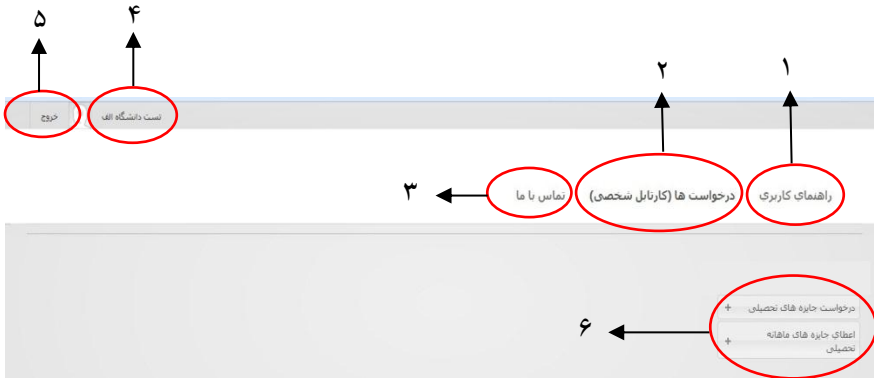 ۵
۴
۲
۱
تست دانشگاه الف
خروج
راهنمای کاربری
درخواست ها (کارتابل شخصی)
تماس با ما
۳
درخواست جایزه های تحصیلی +
اعطای جایزه های ماهانه +
تحصیلی
۶